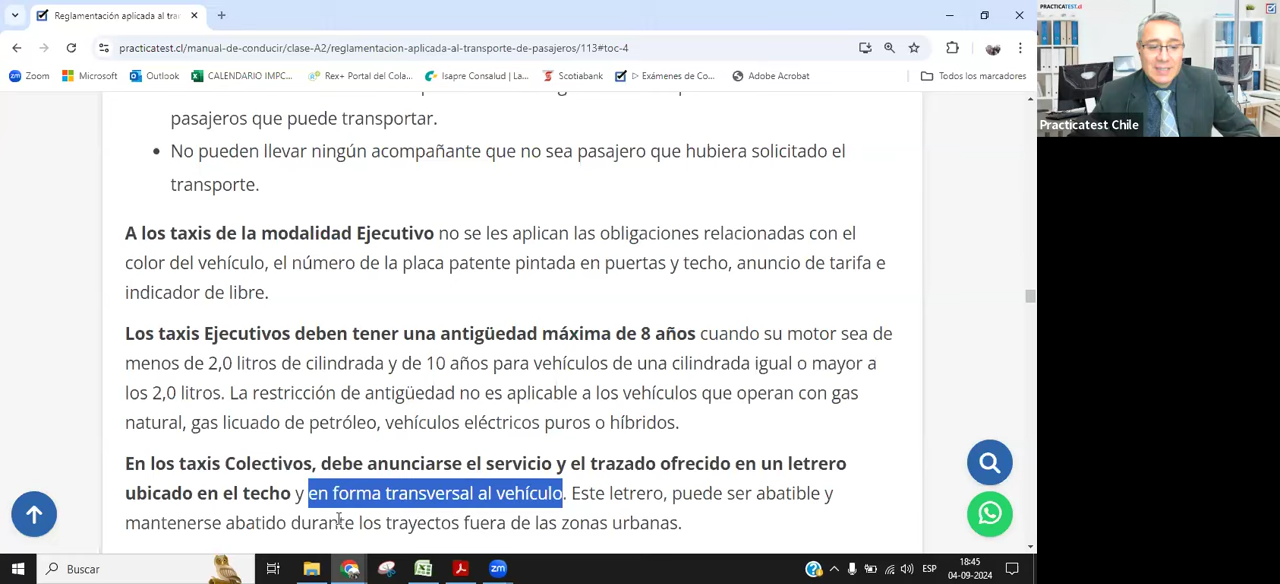 Reglamentación aplicada al tra
practicatest.cl/manual-de-conducir/clase-A2/reglamentacion-aplicada-al-transporte-de-pasajeros/113#toc-4
Zoom
Microsoft
Outlook
CALENDARIO IMPC...
Rex+ Portal del Cola...
Isapre Consalud | La...
Scotiabank
▷ Exámenes de Co...
Adobe Acrobat
Todos los marcadores
PRACTICATEST.cl
Practicatest Chile
pasajeros que puede transportar.
• No pueden llevar ningún acompañante que no sea pasajero que hubiera solicitado el
transporte.
A los taxis de la modalidad Ejecutivo no se les aplican las obligaciones relacionadas con el
color del vehículo, el número de la placa patente pintada en puertas y techo, anuncio de tarifa e
indicador de libre.
Los taxis Ejecutivos deben tener una antigüedad máxima de 8 años cuando su motor sea de
menos de 2,0 litros de cilindrada y de 10 años para vehículos de una cilindrada igual o mayor a
los 2,0 litros. La restricción de antigüedad no es aplicable a los vehículos que operan con gas
natural, gas licuado de petróleo, vehículos eléctricos puros o híbridos.
En los taxis Colectivos, debe anunciarse el servicio y el trazado ofrecido en un letrero
ubicado en el techo y en forma transversal al vehículo. Este letrero, puede ser abatible y
mantenerse abatido durante los trayectos fuera de las zonas urbanas.
Buscar
ESP
18:45
04-09-2024